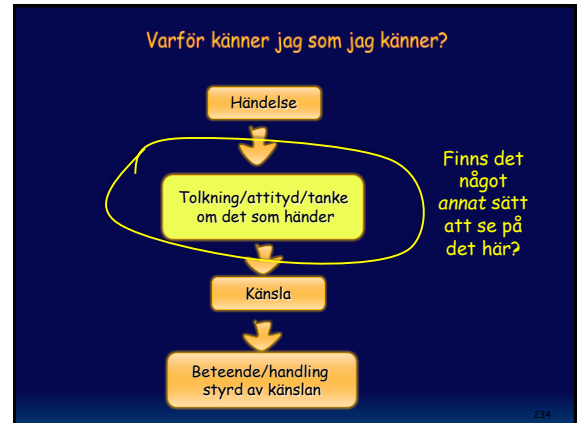 Varför känner jag som jag känner?
Händelse
Tolkning/attityd/tanke
om det som händer
Finns det
något
annat sätt
att se på
det här?
Känsla
Beteende/handling
styrd av känslan
234